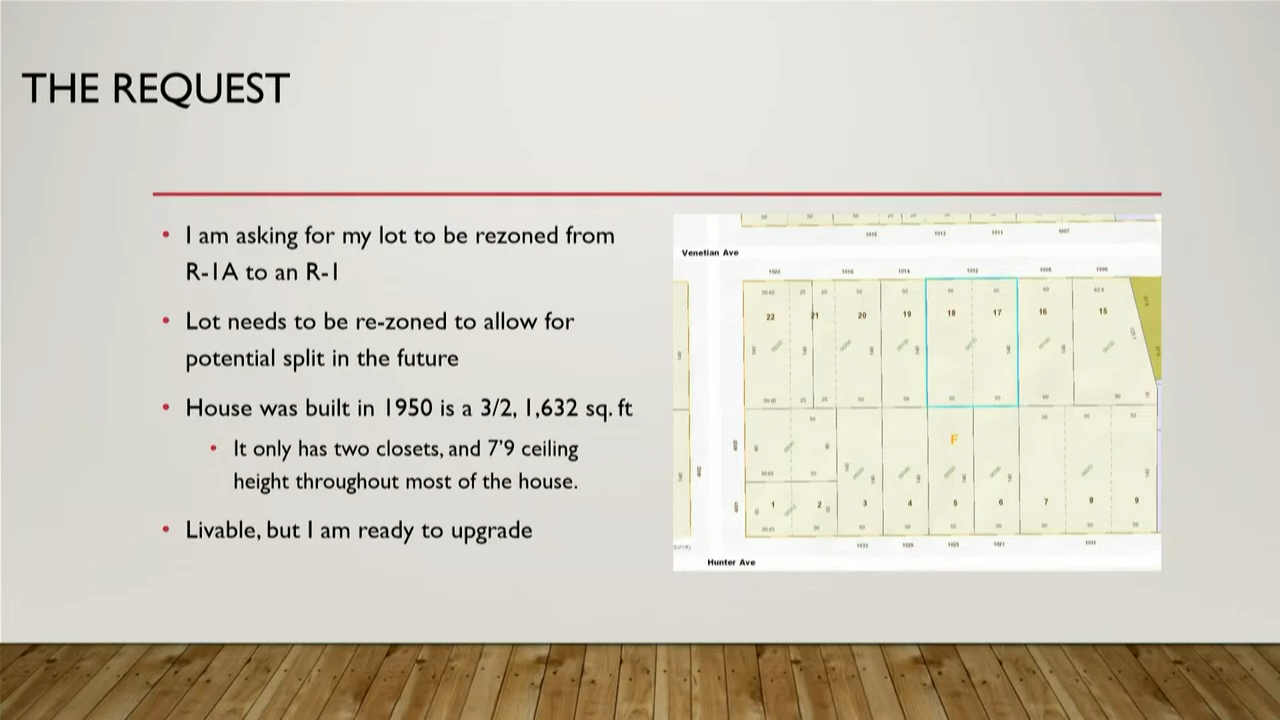 THE REQUEST
• I am asking for my lot to be rezoned from
R-1A to an R-1
• Lot needs to be re-zoned to allow for
potential split in the future
• House was built in 1950 is a 3/2, 1,632 sq. ft
• It only has two closets, and 7'9 ceiling
height throughout most of the house.
• Livable, but I am ready to upgrade
Venetian Ave
22 21 20 19 18 17 16 15
F
1 2 3 4 5 6 7 8 9
Hunter Ave